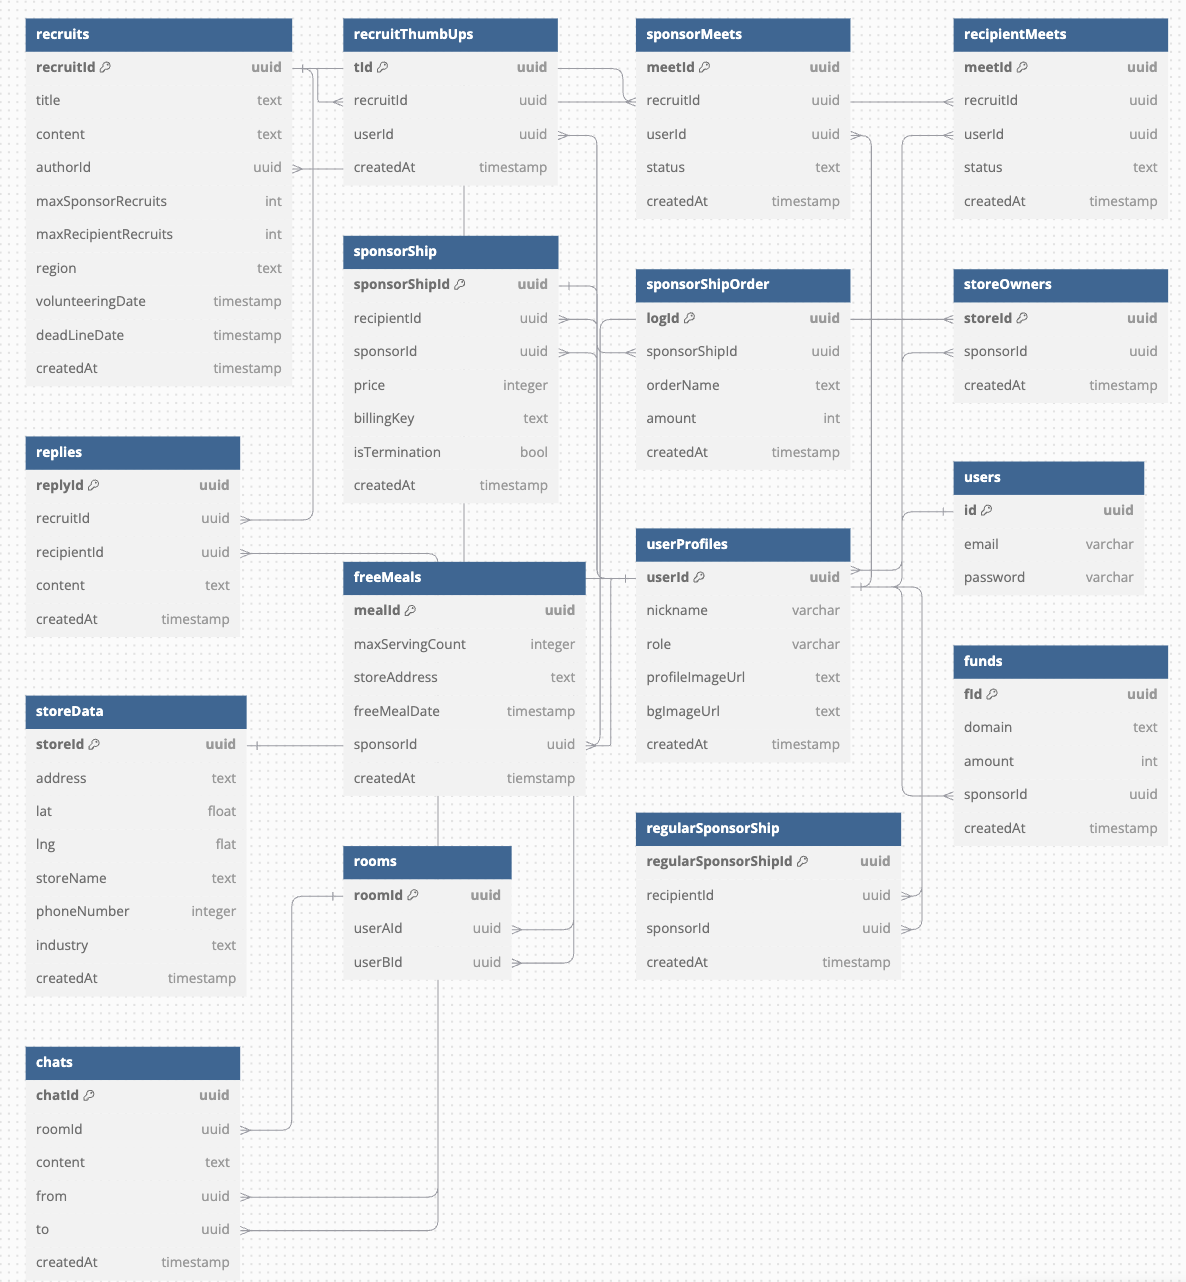 recruits
recruitId uuid
title text
content text
authorId uuid
maxSponsorRecruits int
maxRecipientRecruits int
region text
volunteeringDate timestamp
deadLineDate timestamp
createdAt timestamp
recruitThumbUps
tId uuid
recruitId uuid
userId uuid
createdAt timestamp
sponsorMeets
meetId uuid
recruitId uuid
userId uuid
status text
createdAt timestamp
recipientMeets
meetId uuid
recruitId uuid
userId uuid
status text
createdAt timestamp
sponsorShip
sponsorShipId uuid
recipientId uuid
sponsorId uuid
price integer
billingKey text
isTermination bool
createdAt timestamp
sponsorShipOrder
logId uuid
sponsorShipId uuid
orderName text
amount int
createdAt timestamp
storeOwners
storeId uuid
sponsorId uuid
createdAt timestamp
replies
replyId uuid
recruitId uuid
recipientId uuid
content text
createdAt timestamp
users
id uuid
email varchar
password varchar
userProfiles
userId uuid
nickname varchar
role varchar
profileImageUrl text
bgImageUrl text
createdAt timestamp
freeMeals
mealId uuid
maxServingCount integer
storeAddress text
freeMealDate timestamp
sponsorId uuid
createdAt tiemstamp
funds
fId uuid
domain text
amount int
sponsorId uuid
createdAt timestamp
storeData
storeId uuid
address text
lat float
lng flat
storeName text
phoneNumber integer
industry text
createdAt timestamp
regularSponsorShip
regularSponsorShipId uuid
recipientId uuid
sponsorId uuid
createdAt timestamp
rooms
roomId uuid
userAId uuid
userBId uuid
chats
chatId uuid
roomId uuid
content text
from uuid
to uuid
createdAt timestamp